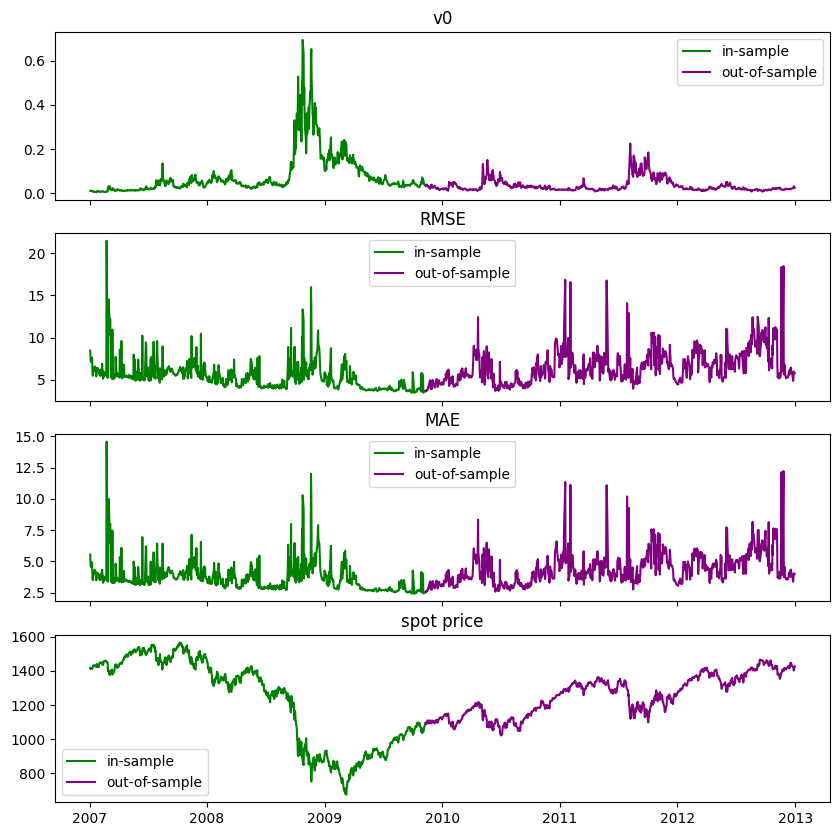 v0
0.6
0.4
0.2
0.0
in-sample
out-of-sample
RMSE
20
15
10
5
in-sample
out-of-sample
MAE
15.0
12.5
10.0
7.5
5.0
2.5
in-sample
out-of-sample
spot price
1600
1400
1200
1000
800
in-sample
out-of-sample
2007 2008 2009 2010 2011 2012 2013